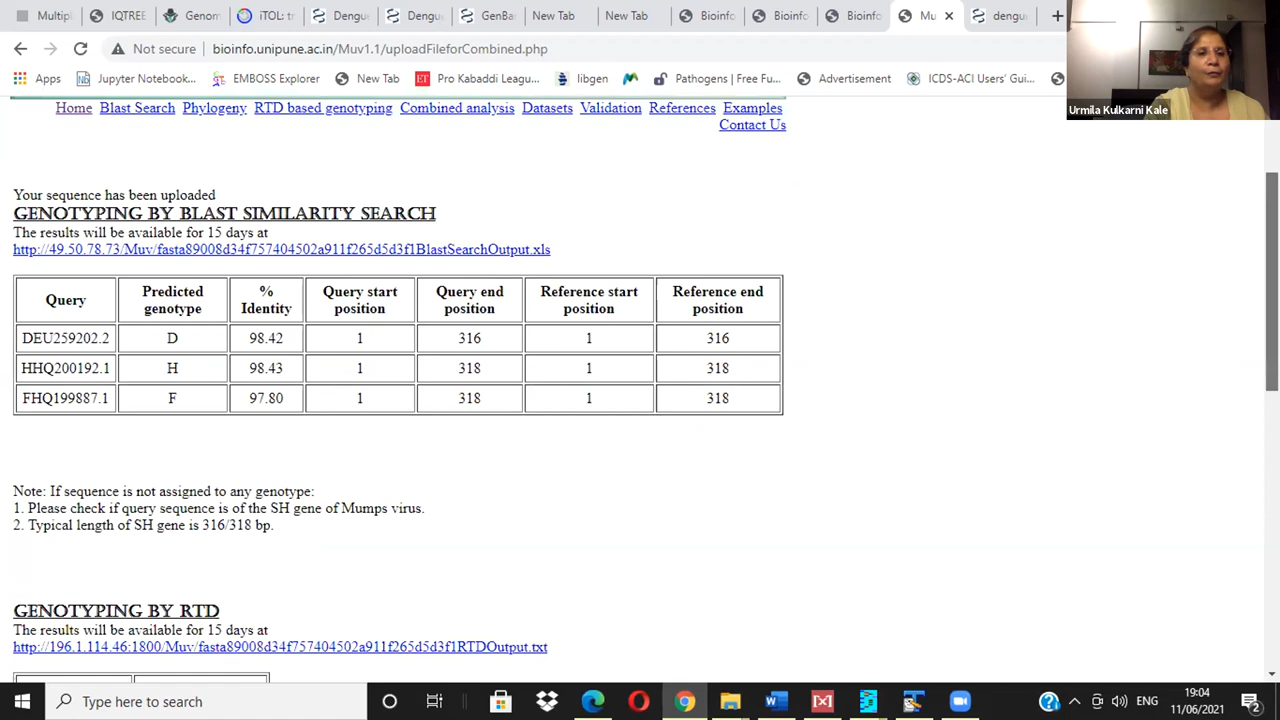 Multipl
IQTREE
Genom
iTOL: tr
Dengu
Dengu
GenBa
New Tab
New Tab
Bioinfo
Bioinfo
Bioinfo
Mu
dengu
Not secure
bioinfo.unipune.ac.in/Muv1.1/uploadFileforCombined.php
Apps
Jupyter Notebook...
EMBOSS Explorer
New Tab
Pro Kabaddi Leagu...
libgen
Pathogens | Free Fu...
Advertisement
ICDS-ACI Users' Gui...
Urmila Kulkarni Kale
Home Blast Search Phylogeny RTD based genotyping Combined analysis Datasets Validation References Examples
Contact Us
Your sequence has been uploaded
GENOTYPING BY BLAST SIMILARITY SEARCH
The results will be available for 15 days at
http://49.50.78.73/Muv/fasta89008d34f757404502a911f265d5d3f1BlastSearchOutput.xls
Query Predicted genotype % Identity Query start position Query end position Reference start position Reference end position
DEU259202.2 D 98.42 1 316 1 316
HHQ200192.1 H 98.43 1 318 1 318
FHQ199887.1 F 97.80 1 318 1 318
Note: If sequence is not assigned to any genotype:
1. Please check if query sequence is of the SH gene of Mumps virus.
2. Typical length of SH gene is 316/318 bp.
GENOTYPING BY RTD
The results will be available for 15 days at
http://196.1.114.46:1800/Muv/fasta89008d34f757404502a911f265d5d3f1RTDOutput.txt
Type here to search
ENG
19:04
11/06/2021
2